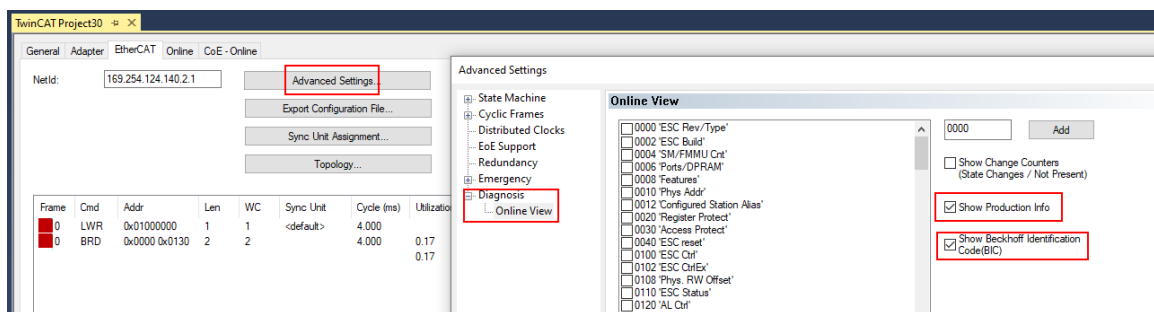 TwinCAT Project30
General Adapter EtherCAT Online CoE - Online
NetId: 169.254.124.140.2.1
Advanced Settings...
Export Configuration File...
Sync Unit Assignment...
Topology...
Frame Cmd Addr Len WC Sync Unit Cycle (ms) Utilizatio
0 LWR 0x01000000 1 1 <default> 4.000
0 BRD 0x0000 0x0130 2 2 4.000 0.17
0.17
Advanced Settings
State Machine
Cyclic Frames
Distributed Clocks
EoE Support
Redundancy
Emergency
Diagnosis
Online View
Online View
0000 'ESC Rev/Type'
0002 'ESC Build'
0004 'SM/FMMU Cnt'
0006 'Ports/DPRAM'
0008 'Features'
0010 'Phys Addr'
0012 'Configured Station Alias'
0020 'Register Protect'
0030 'Access Protect'
0040 'ESC reset'
0100 'ESC Ctrl'
0102 'ESC CtrlEx'
0108 'Phys. RW Offset'
0110 'ESC Status'
0120 'AL Ctrl'
0000 Add
Show Change Counters
(State Changes / Not Present)
Show Production Info
Show Beckhoff Identification
Code(BIC)